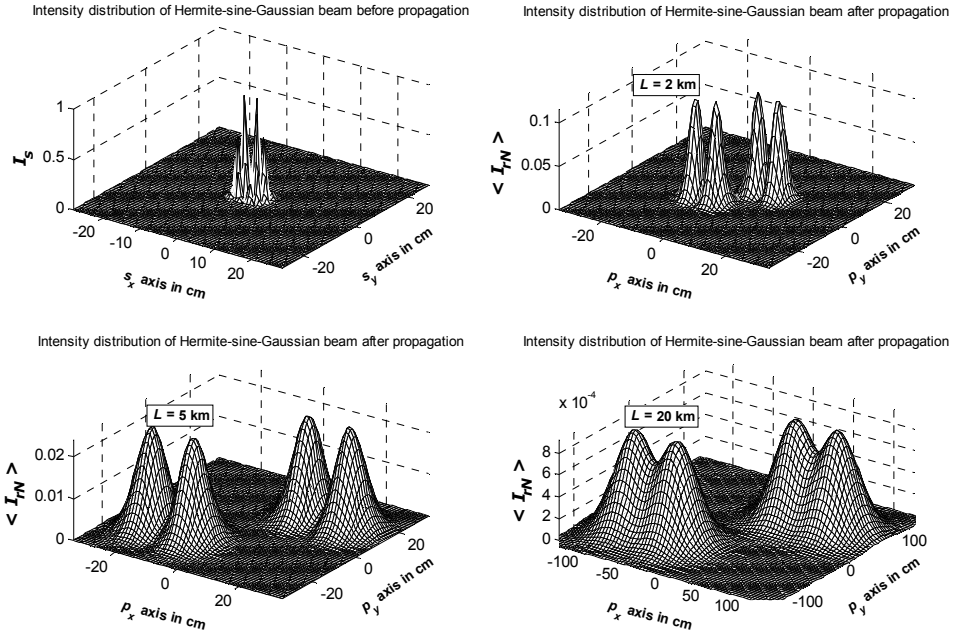 Intensity distribution of Hermite-sine-Gaussian beam before propagation
1
0.5
0
I_s
-20
-10
0
10
20
s_x axis in cm
-20
0
20
s_y axis in cm
Intensity distribution of Hermite-sine-Gaussian beam after propagation
L = 2 km
0.1
0.05
0
< I_rN >
-20
0
20
p_x axis in cm
-20
0
20
p_y axis in cm
Intensity distribution of Hermite-sine-Gaussian beam after propagation
L = 5 km
0.02
0.01
0
< I_rN >
-20
0
20
p_x axis in cm
-20
0
20
p_y axis in cm
Intensity distribution of Hermite-sine-Gaussian beam after propagation
x 10^-4
L = 20 km
8
6
4
2
0
< I_rN >
-100
-50
0
50
100
p_x axis in cm
-100
0
100
p_y axis in cm